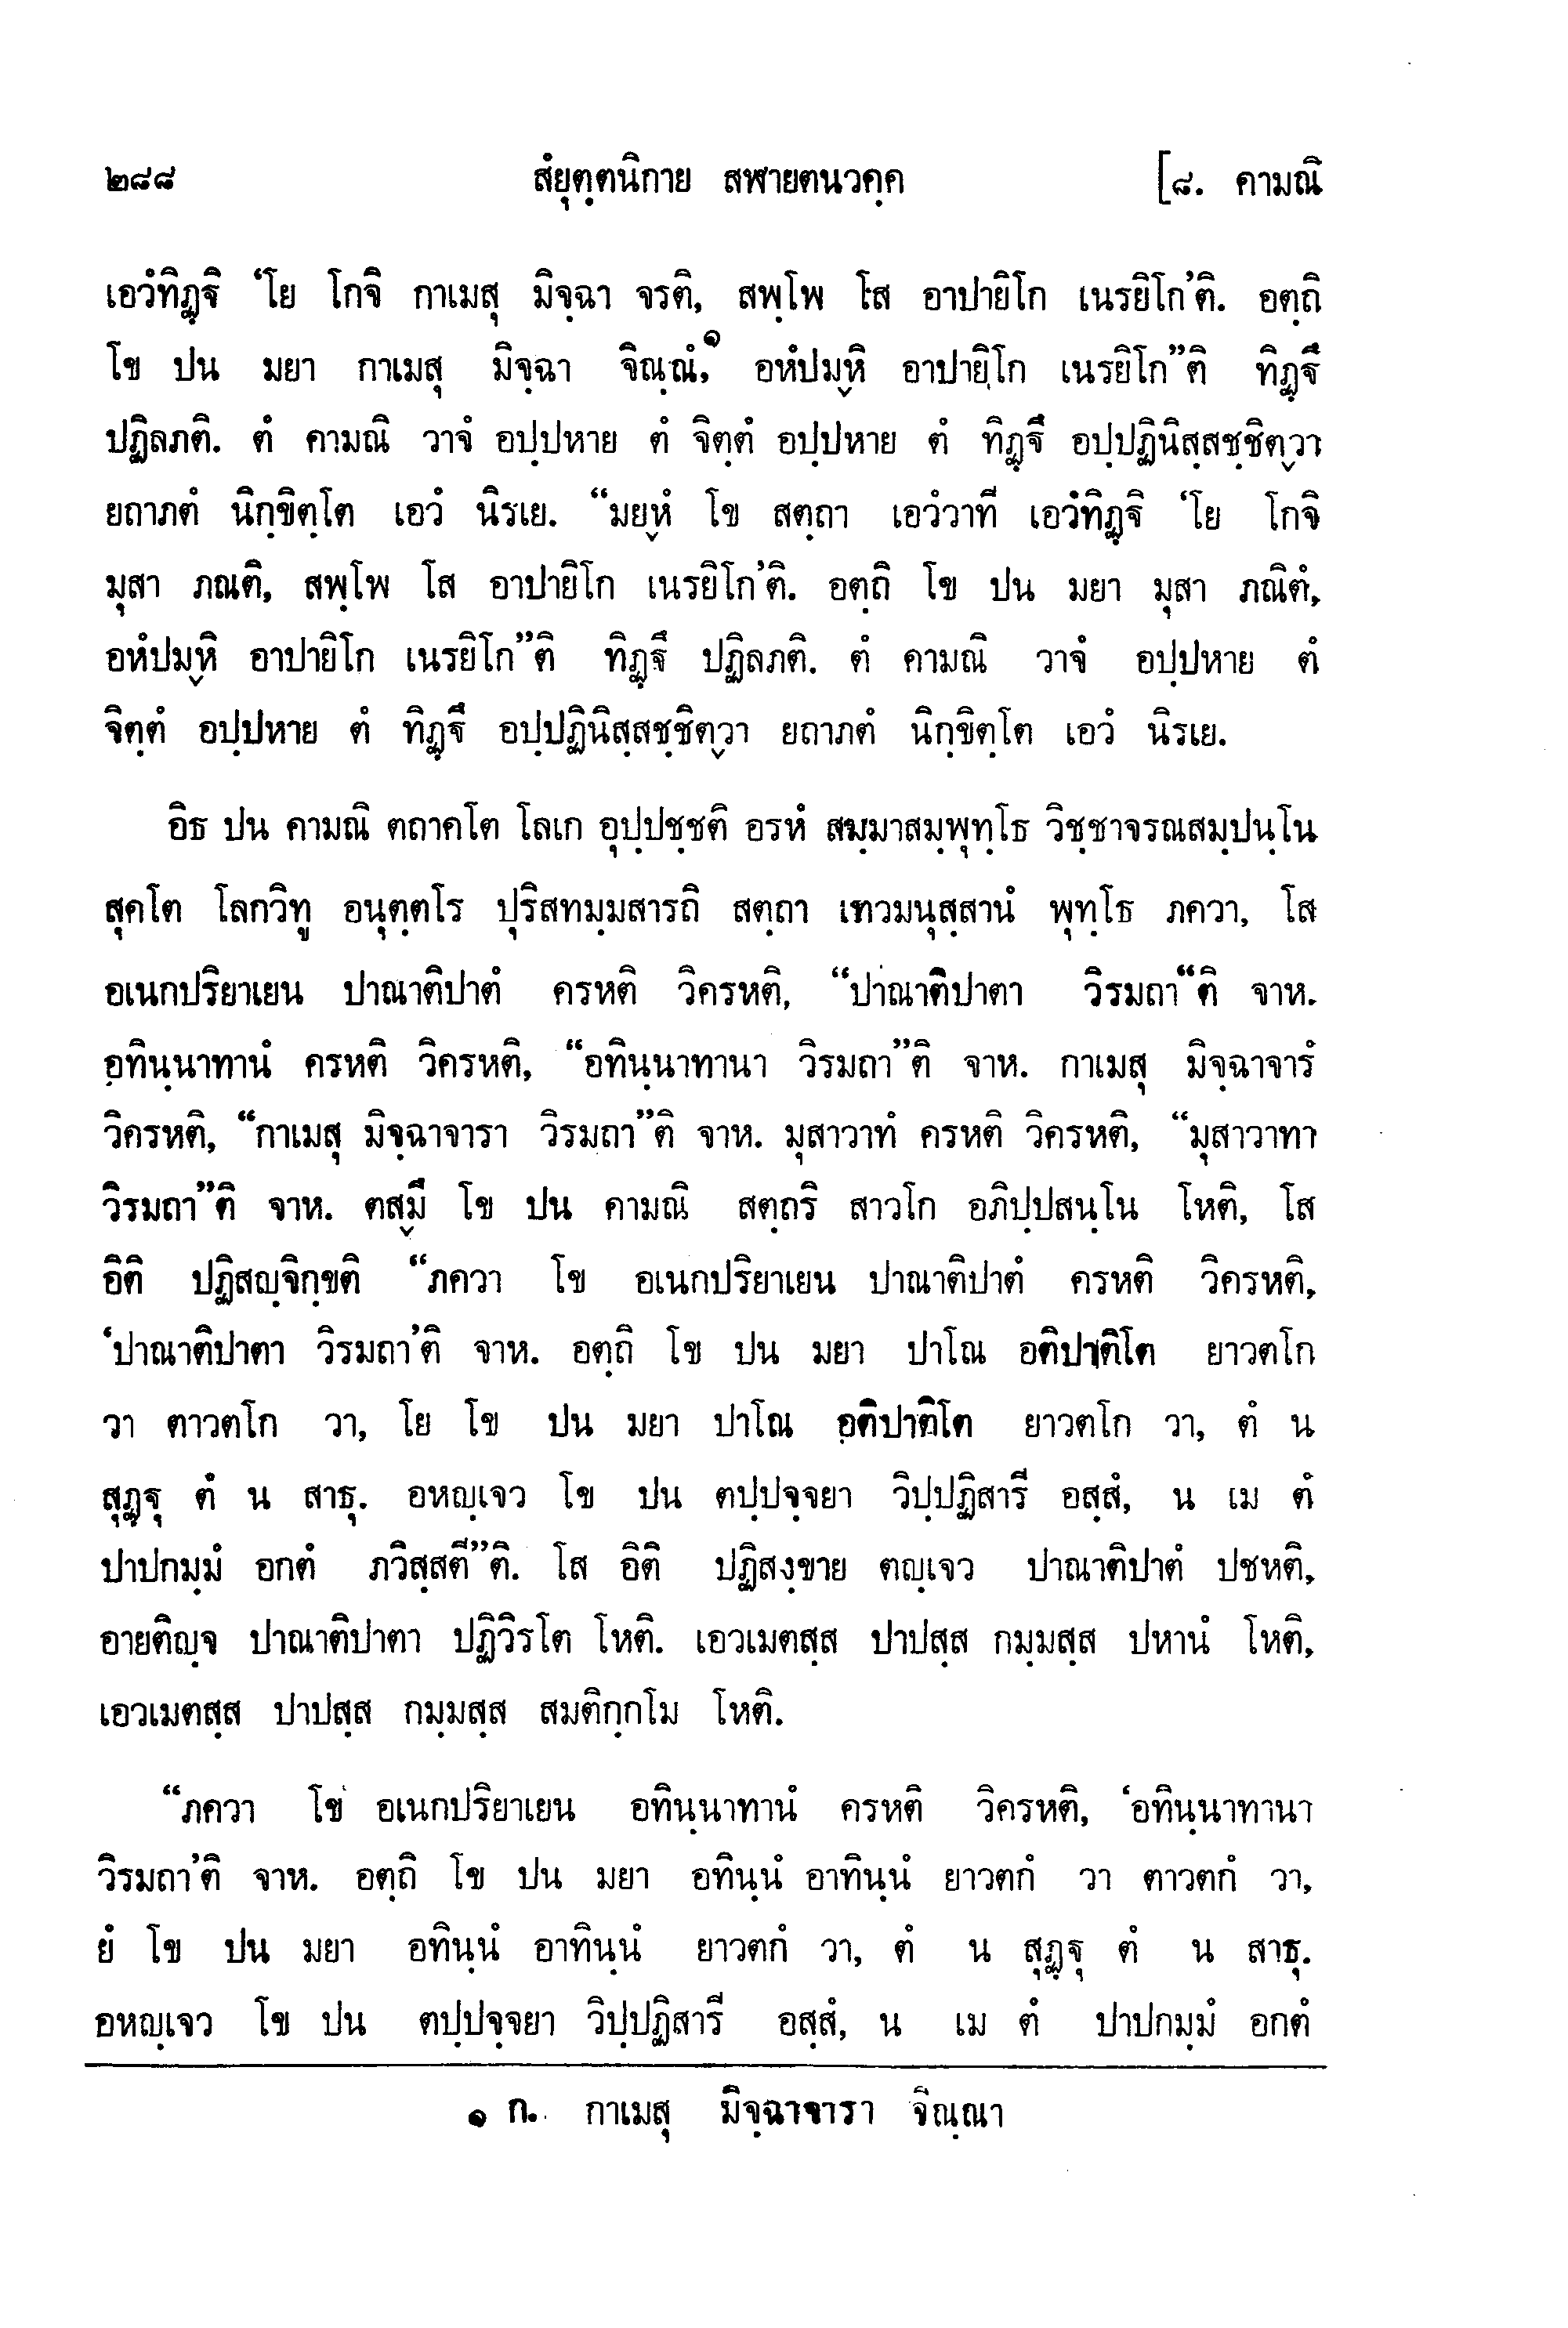 ๒๘๘ สํยุตฺตนิกาย สฬายตนวคฺค [๘. คามณิ
เอวํทิฏฺฐิ ‘โย โกจิ กาเมสุ มิจฺฉา จรติ, สพฺโพ โส อาปายิโก เนรยิโก’ติ. อตฺถิ
โข ปน มยา กาเมสุ มิจฺฉา จิณฺณํ,๑ อหํปมฺหิ อาปายิโก เนรยิโก”ติ ทิฏฺฐึ
ปฏิลภติ. ตํ คามณิ วาจํ อปฺปหาย ตํ จิตฺตํ อปฺปหาย ตํ ทิฏฺฐึ อปฺปฏินิสฺสชฺชิตฺวา
ยถาภตํ นิกฺขิตฺโต เอวํ นิรเย. “มยฺหํ โข สตฺถา เอวํวาที เอวํทิฏฺฐิ ‘โย โกจิ
มุสา ภณติ, สพฺโพ โส อาปายิโก เนรยิโก’ติ. อตฺถิ โข ปน มยา มุสา ภณิตํ,
อหํปมฺหิ อาปายิโก เนรยิโก”ติ ทิฏฺฐึ ปฏิลภติ. ตํ คามณิ วาจํ อปฺปหาย ตํ
จิตฺตํ อปฺปหาย ตํ ทิฏฺฐึ อปฺปฏินิสฺสชฺชิตฺวา ยถาภตํ นิกฺขิตฺโต เอวํ นิรเย.
อิธ ปน คามณิ ตถาคโต โลเก อุปฺปชฺชติ อรหํ สมฺมาสมฺพุทฺโธ วิชฺชาจรณสมฺปนฺโน
สุคโต โลกวิทู อนุตฺตโร ปุริสทมฺมสารถิ สตฺถา เทวมนุสฺสานํ พุทฺโธ ภควา, โส
อเนกปริยาเยน ปาณาติปาตํ ครหติ วิครหติ, “ปาณาติปาตา วิรมถา“ติ จาห.
อทินฺนาทานํ ครหติ วิครหติ, “อทินฺนาทานา วิรมถา”ติ จาห. กาเมสุ มิจฺฉาจารํ
วิครหติ, “กาเมสุ มิจฺฉาจารา วิรมถา”ติ จาห. มุสาวาทํ ครหติ วิครหติ, “มุสาวาทา
วิรมถา”ติ จาห. ตสฺมึ โข ปน คามณิ สตฺถริ สาวโก อภิปฺปสนฺโน โหติ, โส
อิติ ปฏิสญฺจิกฺขติ “ภควา โข อเนกปริยาเยน ปาณาติปาตํ ครหติ วิครหติ,
‘ปาณาติปาตา วิรมถา’ติ จาห. อตฺถิ โข ปน มยา ปาโณ อติปาติโต ยาวตโก
วา ตาวตโก วา, โย โข ปน มยา ปาโณ อติปาติโต ยาวตโก วา, ตํ น
สุฏฺฐุ ตํ น สาธุ. อหญฺเจว โข ปน ตปฺปจฺจยา วิปฺปฏิสารี อสฺสํ, น เม ตํ
ปาปกมฺมํ อกตํ ภวิสฺสตี”ติ. โส อิติ ปฏิสงฺขาย ตญฺเจว ปาณาติปาตํ ปชหติ,
อายติญฺจ ปาณาติปาตา ปฏิวิรโต โหติ. เอวเมตสฺส ปาปสฺส กมฺมสฺส ปหานํ โหติ,
เอวเมตสฺส ปาปสฺส กมฺมสฺส สมติกฺกโม โหติ.
“ภควา โข อเนกปริยาเยน อทินฺนาทานํ ครหติ วิครหติ, ‘อทินฺนาทานา
วิรมถา’ติ จาห. อตฺถิ โข ปน มยา อทินฺนํ อาทินฺนํ ยาวตกํ วา ตาวตกํ วา,
ยํ โข ปน มยา อทินฺนํ อาทินฺนํ ยาวตกํ วา, ตํ น สุฏฺฐุ ตํ น สาธุ.
อหญฺเจว โข ปน ตปฺปจฺจยา วิปฺปฏิสารี อสฺสํ, น เม ตํ ปาปกมฺมํ อกตํ
๑ ก. กาเมสุ มิจฺฉาจารา จิณฺณา